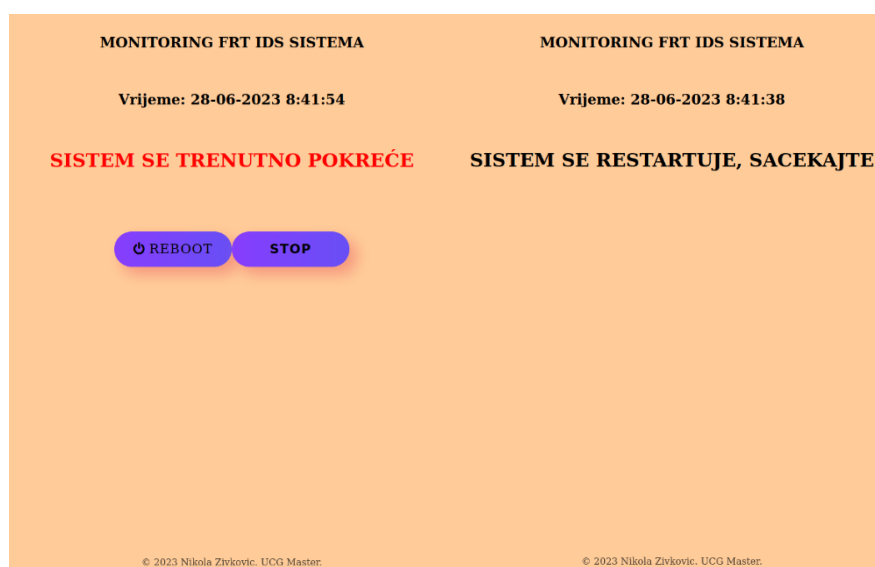 MONITORING FRT IDS SISTEMA
Vrijeme: 28-06-2023 8:41:54
SISTEM SE TRENUTNO POKREĆE
REBOOT
STOP
© 2023 Nikola Zivkovic. UCG Master.
MONITORING FRT IDS SISTEMA
Vrijeme: 28-06-2023 8:41:38
SISTEM SE RESTARTUJE, SACEKAJTE
© 2023 Nikola Zivkovic. UCG Master.